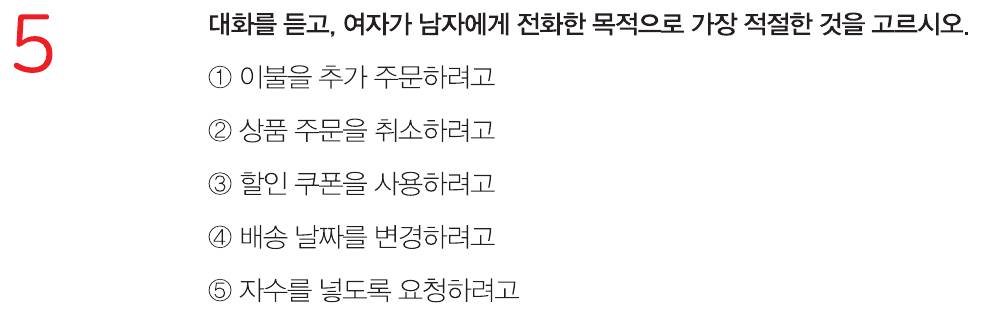 5
대화를 듣고, 여자가 남자에게 전화한 목적으로 가장 적절한 것을 고르시오.
① 이불을 추가 주문하려고
② 상품 주문을 취소하려고
③ 할인 쿠폰을 사용하려고
④ 배송 날짜를 변경하려고
⑤ 자수를 넣도록 요청하려고